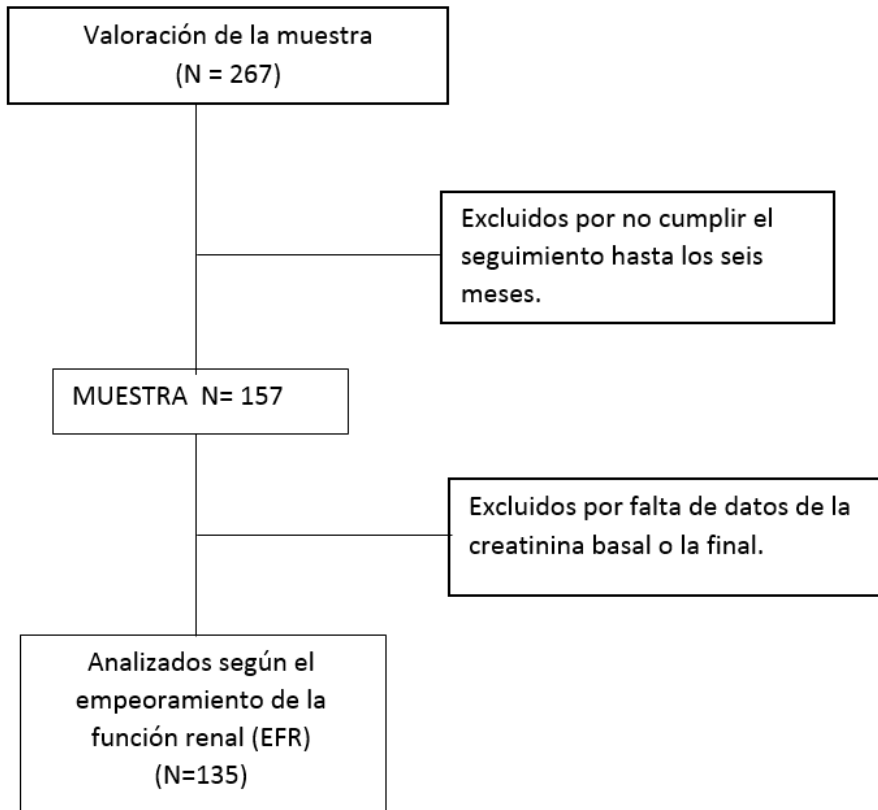 Valoración de la muestra
(N = 267)
Excluidos por no cumplir el
seguimiento hasta los seis
meses.
MUESTRA N= 157
Excluidos por falta de datos de la
creatinina basal o la final.
Analizados según el
empeoramiento de la
función renal (EFR)
(N=135)